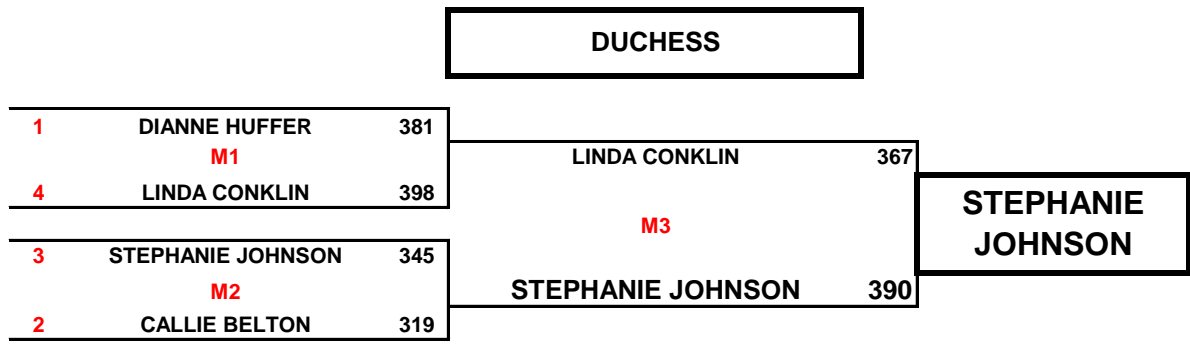 DUCHESS
1 DIANNE HUFFER 381
M1
4 LINDA CONKLIN 398
3 STEPHANIE JOHNSON 345
M2
2 CALLIE BELTON 319
LINDA CONKLIN 367
M3
STEPHANIE JOHNSON 390
STEPHANIE
JOHNSON